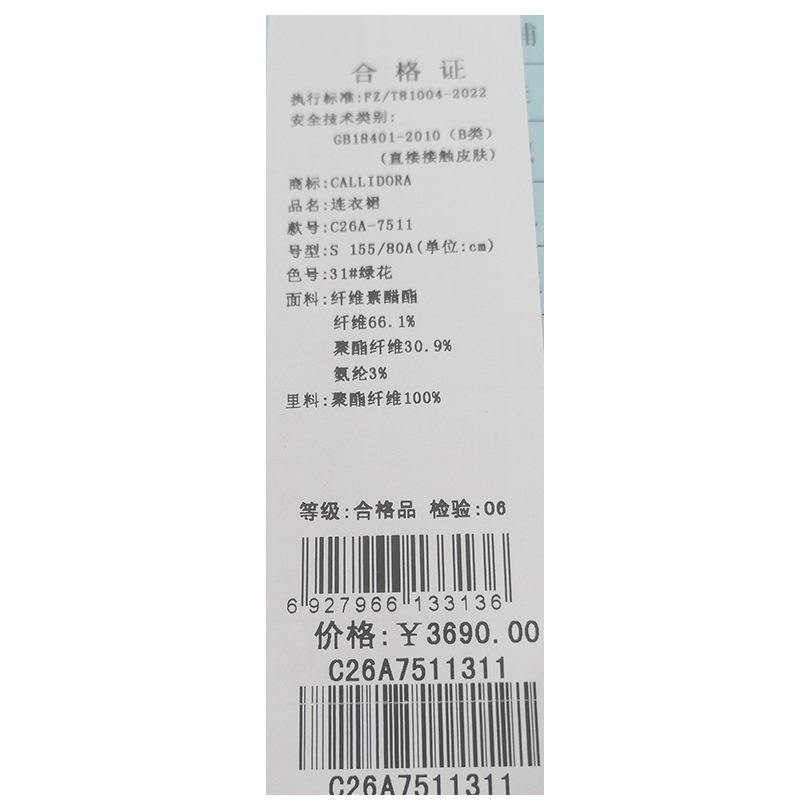 合格证
执行标准:FZ/T81004-2022
安全技术类别:
GB18401-2010（B类）
(直接接触皮肤)
商标:CALLIDORA
品名:连衣裙
款号:C26A-7511
号型:S 155/80A(单位:cm)
色号:31#绿花
面料:纤维素醋酯
纤维66.1%
聚酯纤维30.9%
氨纶3%
里料:聚酯纤维100%
等级:合格品 检验:06
6 927966 133136
价格:￥3690.00
C26A7511311
C26A7511311